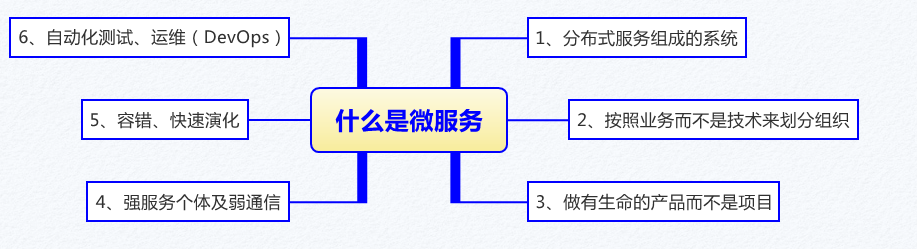 什么是微服务
1、分布式服务组成的系统
2、按照业务而不是技术来划分组织
3、做有生命的产品而不是项目
4、强服务个体及弱通信
5、容错、快速演化
6、自动化测试、运维（DevOps）